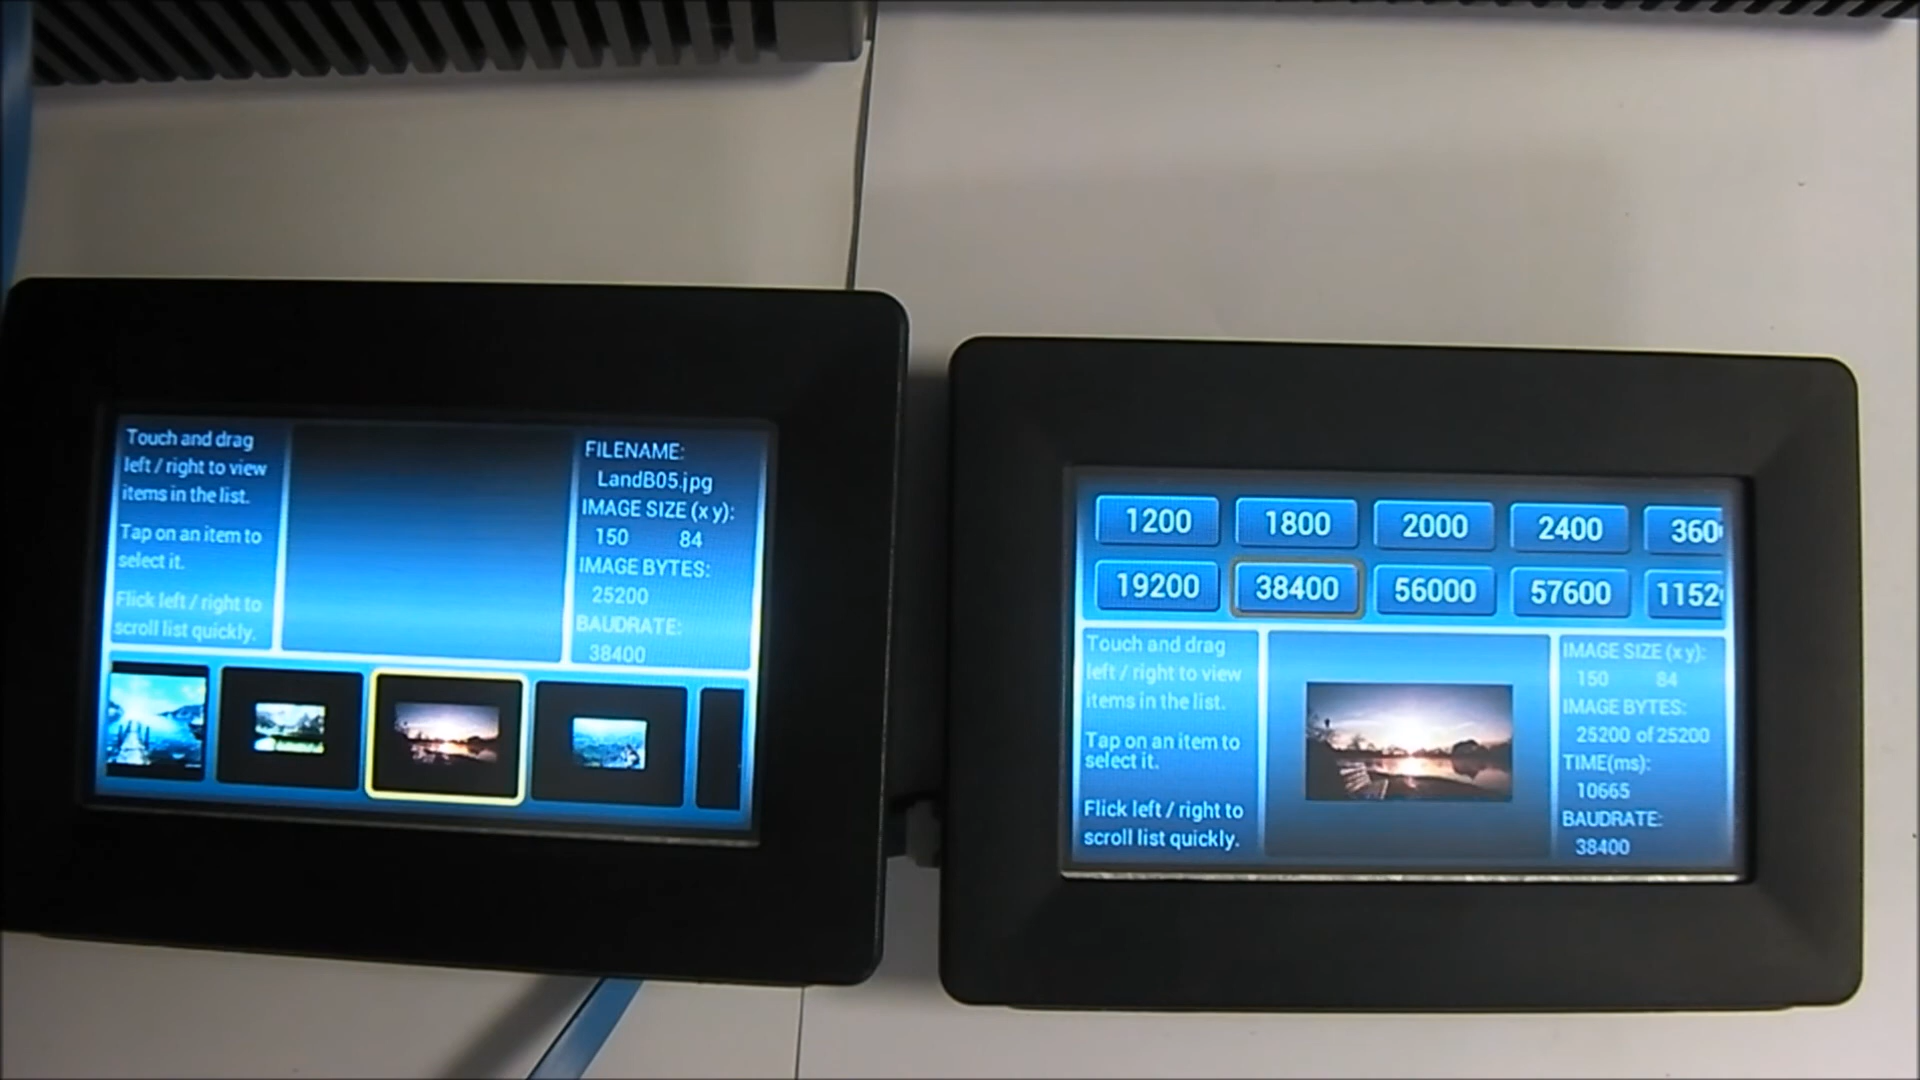 Touch and drag
left / right to view
items in the list.
Tap on an item to
select it.
Flick left / right to
scroll list quickly.
FILENAME:
LandB05.jpg
IMAGE SIZE (x y):
150 84
IMAGE BYTES:
25200
BAUDRATE:
38400
1200 1800 2000 2400 360
19200 38400 56000 57600 1152
Touch and drag
left / right to view
items in the list.
Tap on an item to
select it.
Flick left / right to
scroll list quickly.
IMAGE SIZE (x y):
150 84
IMAGE BYTES:
25200 of 25200
TIME(ms):
10665
BAUDRATE:
38400